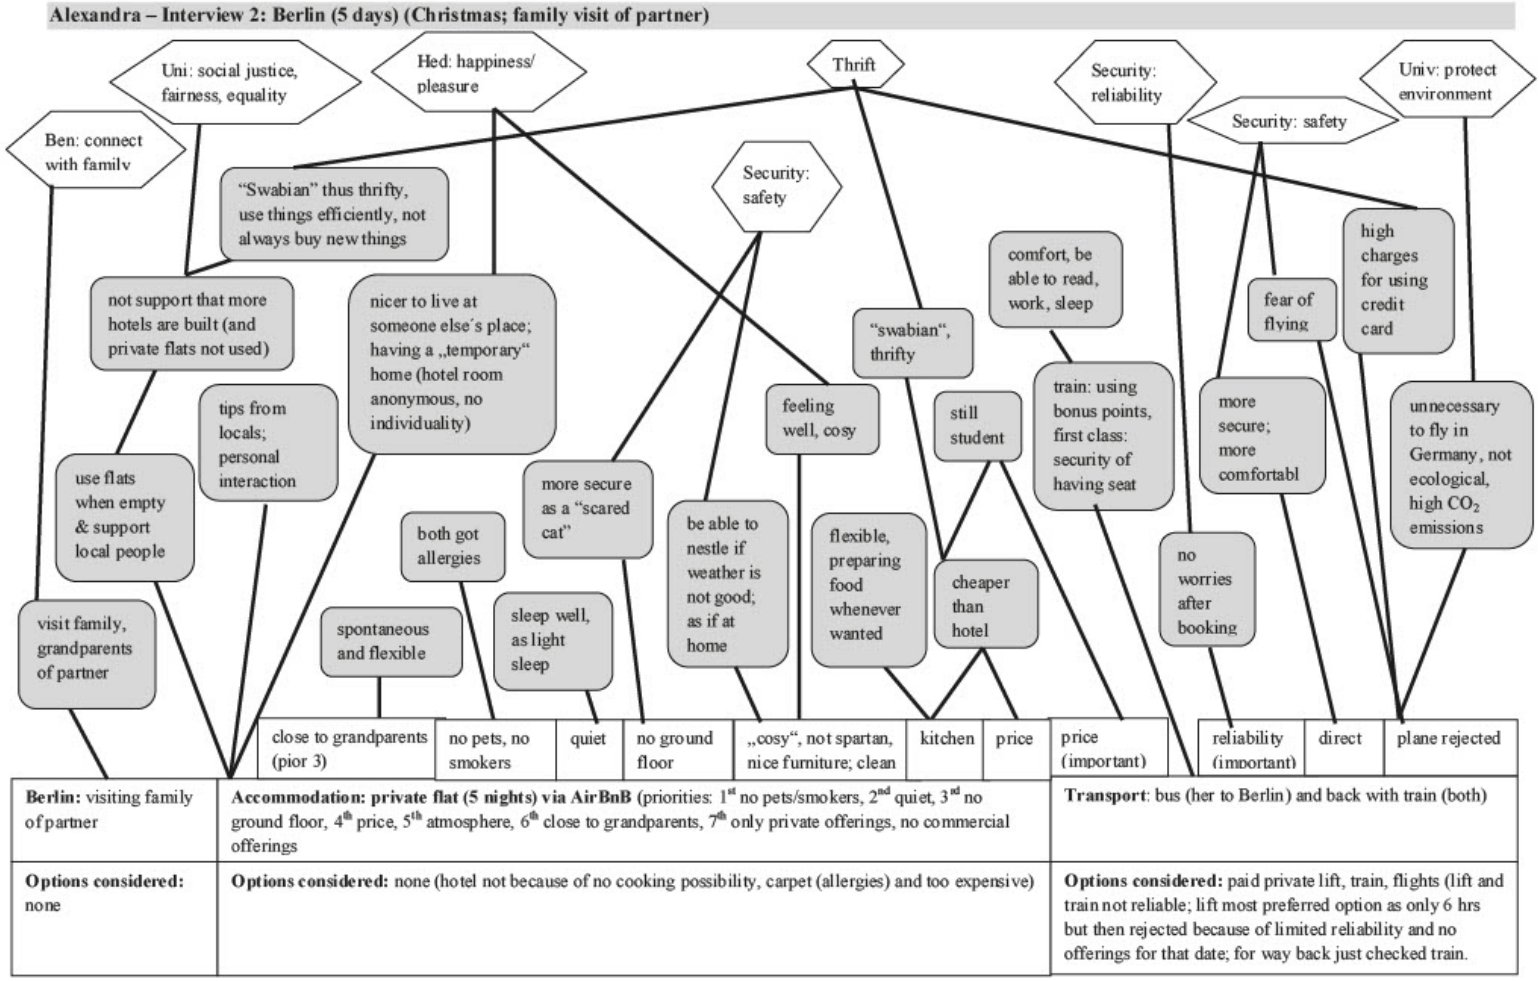 Alexandra – Interview 2: Berlin (5 days) (Christmas; family visit of partner)
Uni: social justice,
fairness, equality
Hed: happiness/
pleasure
Thrift
Security:
reliability
Univ: protect
environment
Ben: connect
with family
Security: safety
"Swabian" thus thrifty,
use things efficiently, not
always buy new things
Security:
safety
high
charges
for using
credit
card
comfort, be
able to read,
work, sleep
not support that more
hotels are built (and
private flats not used)
nicer to live at
someone else´s place;
having a „temporary“
home (hotel room
anonymous, no
individuality)
fear of
flying
"swabian",
thrifty
tips from
locals;
personal
interaction
feeling
well, cosy
still
student
train: using
bonus points,
first class:
security of
having seat
more
secure;
more
comfortabl
unnecessary
to fly in
Germany, not
ecological,
high CO₂
emissions
use flats
when empty
& support
local people
more secure
as a "scared
cat"
both got
allergies
be able to
nestle if
weather is
not good;
as if at
home
flexible,
preparing
food
whenever
wanted
cheaper
than
hotel
no
worries
after
booking
visit family,
grandparents
of partner
spontaneous
and flexible
sleep well,
as light
sleep
close to grandparents
(pior 3)
no pets, no
smokers
quiet
no ground
floor
„cosy“, not spartan,
nice furniture; clean
kitchen
price
price
(important)
reliability
(important)
direct
plane rejected
Berlin: visiting family
of partner
Accommodation: private flat (5 nights) via AirBnB (priorities: 1st no pets/smokers, 2nd quiet, 3rd no
ground floor, 4th price, 5th atmosphere, 6th close to grandparents, 7th only private offerings, no commercial
offerings
Transport: bus (her to Berlin) and back with train (both)
Options considered:
none
Options considered: none (hotel not because of no cooking possibility, carpet (allergies) and too expensive)
Options considered: paid private lift, train, flights (lift and
train not reliable; lift most preferred option as only 6 hrs
but then rejected because of limited reliability and no
offerings for that date; for way back just checked train.